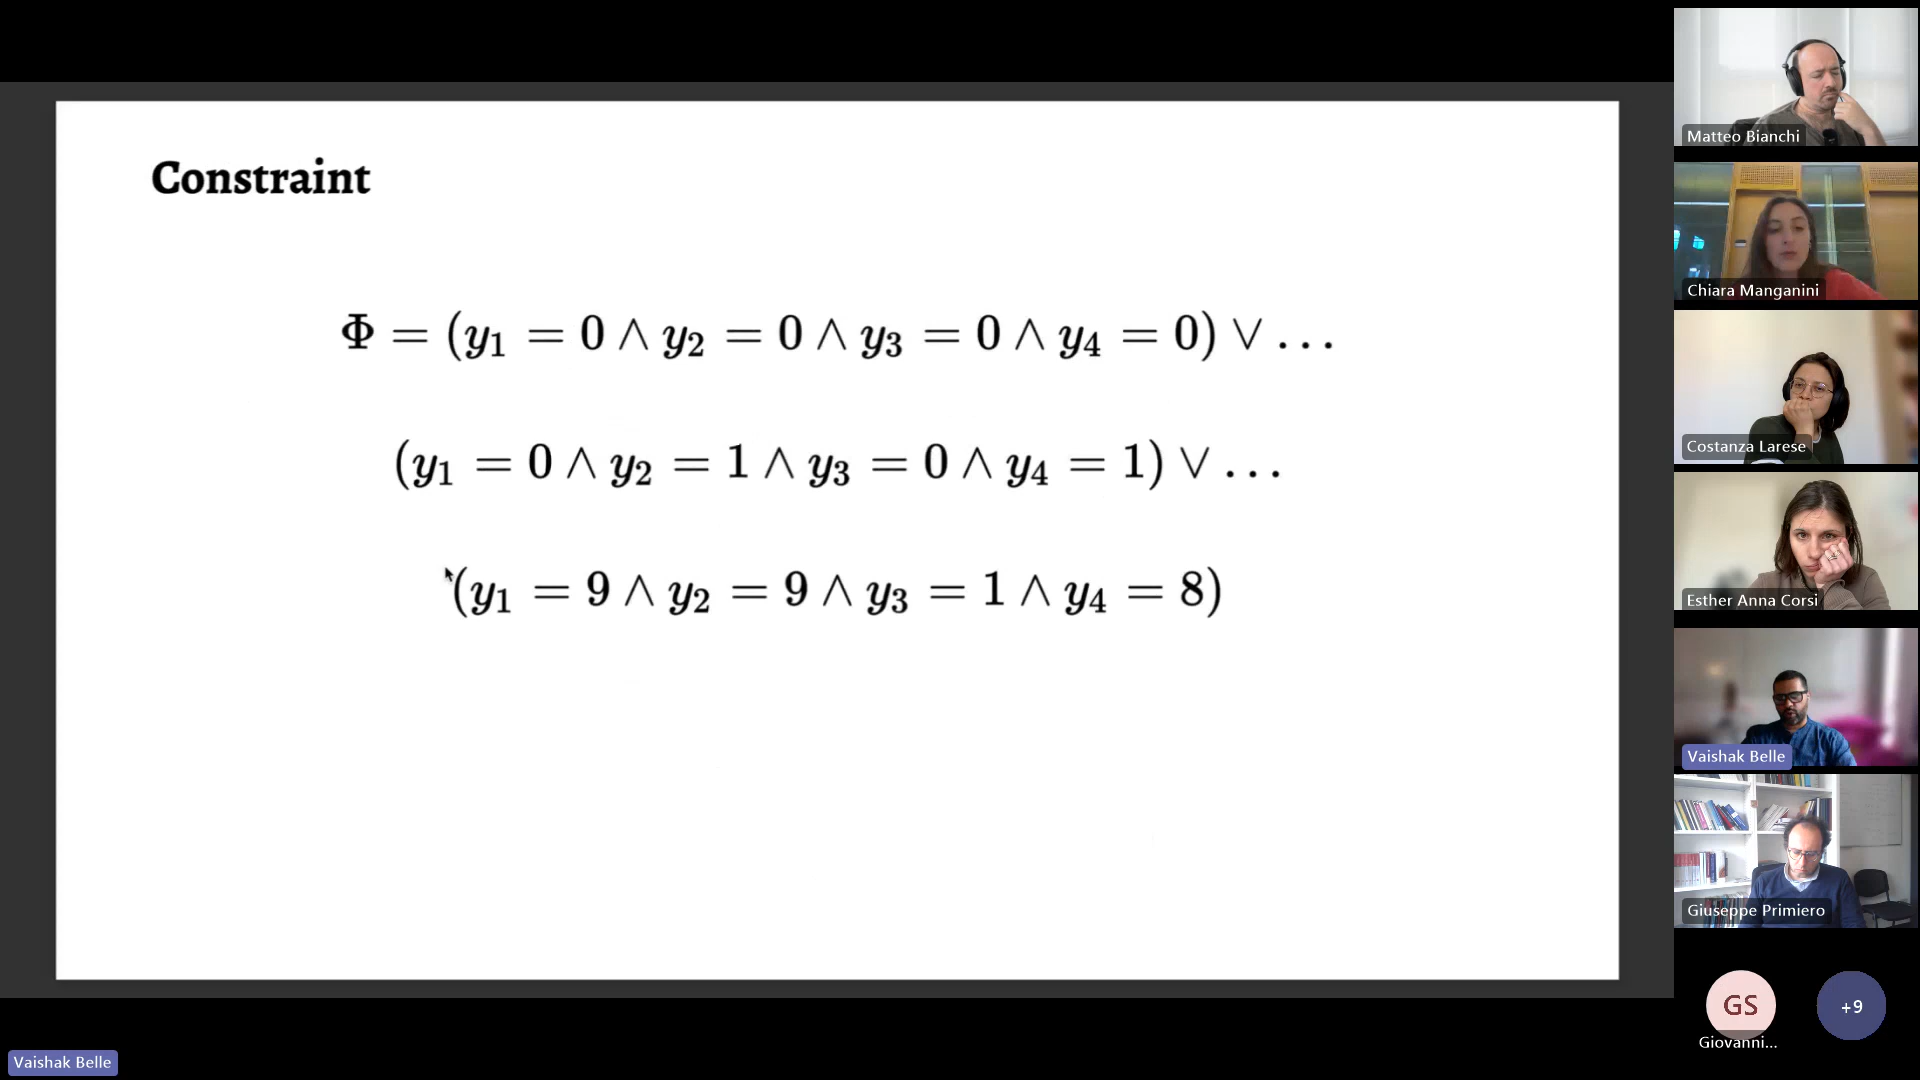 Constraint
Φ = (y₁ = 0 ∧ y₂ = 0 ∧ y₃ = 0 ∧ y₄ = 0) ∨ …
(y₁ = 0 ∧ y₂ = 1 ∧ y₃ = 0 ∧ y₄ = 1) ∨ …
(y₁ = 9 ∧ y₂ = 9 ∧ y₃ = 1 ∧ y₄ = 8)
Matteo Bianchi
Chiara Manganini
Costanza Larese
Esther Anna Corsi
Vaishak Belle
Giuseppe Primiero
GS
+9
Giovanni...
Vaishak Belle